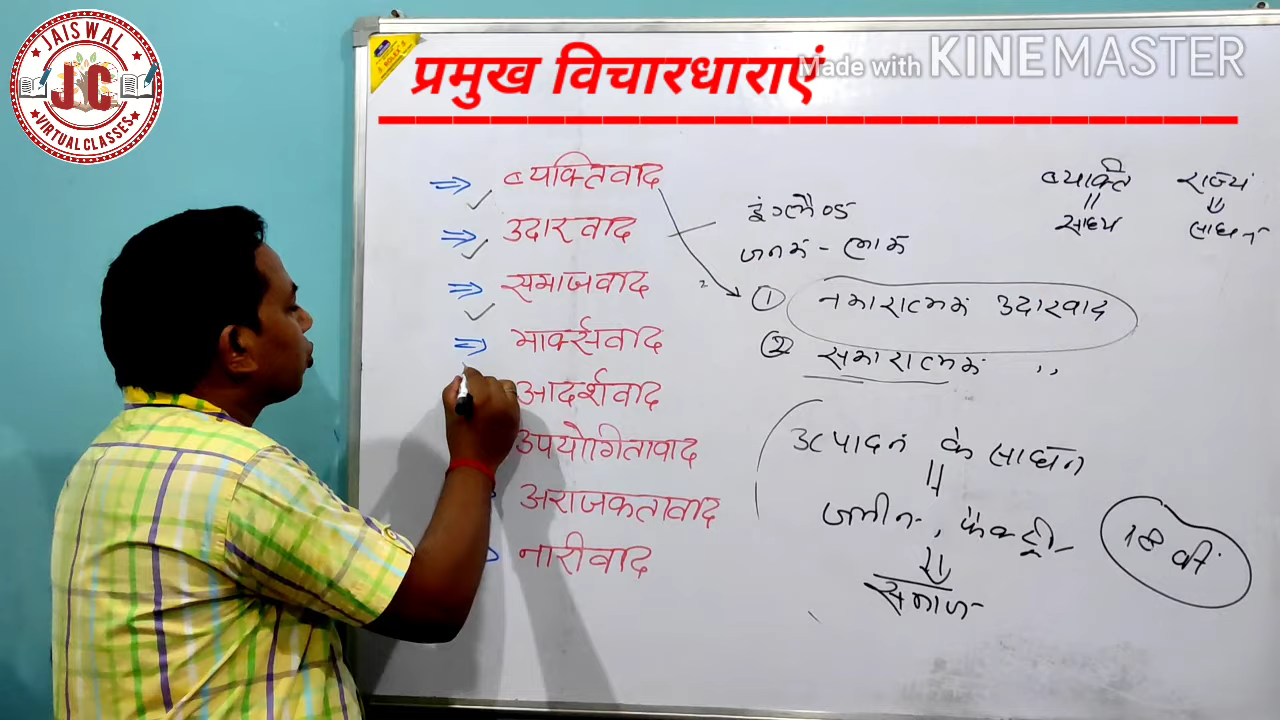 JAISWAL
JC
VIRTUAL CLASSES
प्रमुख विचारधाराएं
Made with KINEMASTER
व्यक्तिवाद
उदारवाद
समाजवाद
मार्क्सवाद
आदर्शवाद
उपयोगितावाद
अराजकतावाद
नारीवाद
इंग्लैण्ड
जनक - लॉक
① नकारात्मक उदारवाद
② सकारात्मक ,,
व्यक्ति राज्य
साध्य साधन
उत्पादन के साधन
जमीन, फैक्ट्री
समाज
18 वीं